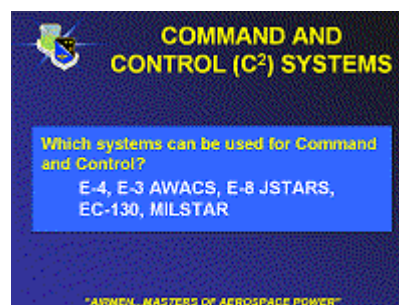 COMMAND AND
CONTROL (C²) SYSTEMS
Which systems can be used for Command
and Control?
E-4, E-3 AWACS, E-8 JSTARS,
EC-130, MILSTAR
"AIRMEN...MASTERS OF AEROSPACE POWER"